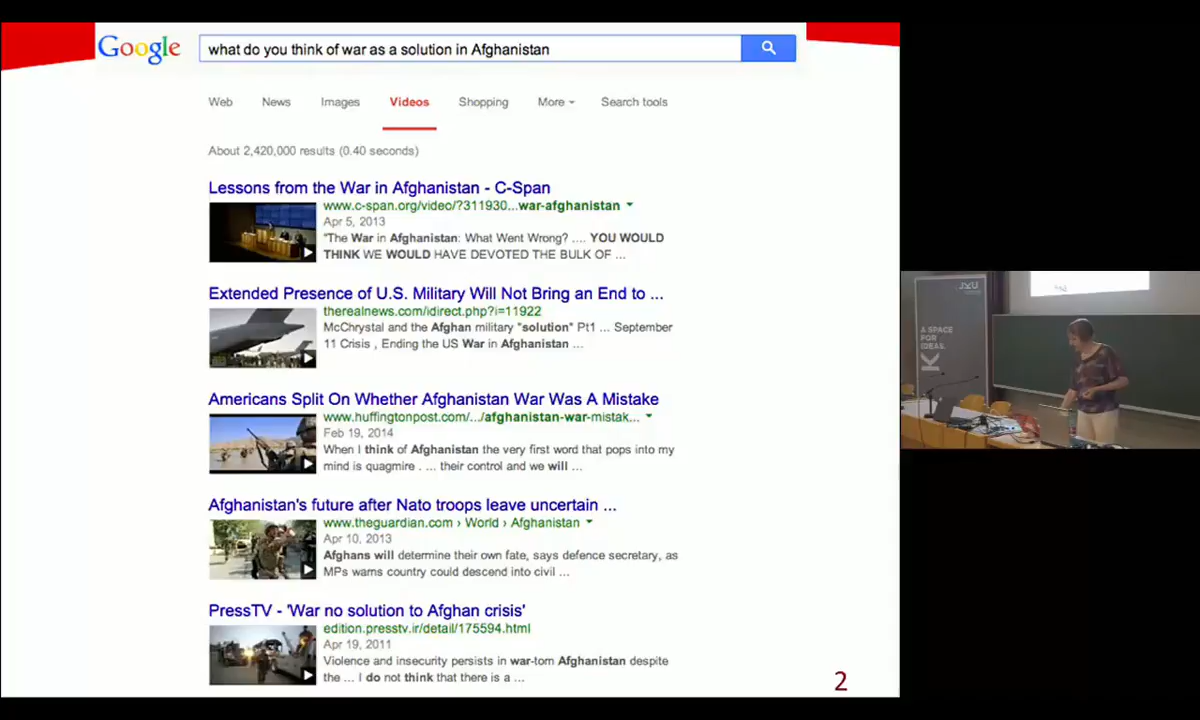 Google
what do you think of war as a solution in Afghanistan
Web News Images Videos Shopping More Search tools
About 2,420,000 results (0.40 seconds)
Lessons from the War in Afghanistan - C-Span
www.c-span.org/video/?311930...war-afghanistan
Apr 5, 2013
"The War in Afghanistan: What Went Wrong? .... YOU WOULD
THINK WE WOULD HAVE DEVOTED THE BULK OF ...
Extended Presence of U.S. Military Will Not Bring an End to ...
therealnews.com/idirect.php?i=11922
McChrystal and the Afghan military "solution" Pt1 ... September
11 Crisis , Ending the US War in Afghanistan ...
Americans Split On Whether Afghanistan War Was A Mistake
www.huffingtonpost.com/.../afghanistan-war-mistak...
Feb 19, 2014
When I think of Afghanistan the very first word that pops into my
mind is quagmire . ... their control and we will ...
Afghanistan's future after Nato troops leave uncertain ...
www.theguardian.com › World › Afghanistan
Apr 10, 2013
Afghans will determine their own fate, says defence secretary, as
MPs warns country could descend into civil ...
PressTV - 'War no solution to Afghan crisis'
edition.presstv.ir/detail/175594.html
Apr 19, 2011
Violence and insecurity persists in war-torn Afghanistan despite
the ... I do not think that there is a ...
2
JKU
A SPACE
FOR
IDEAS.